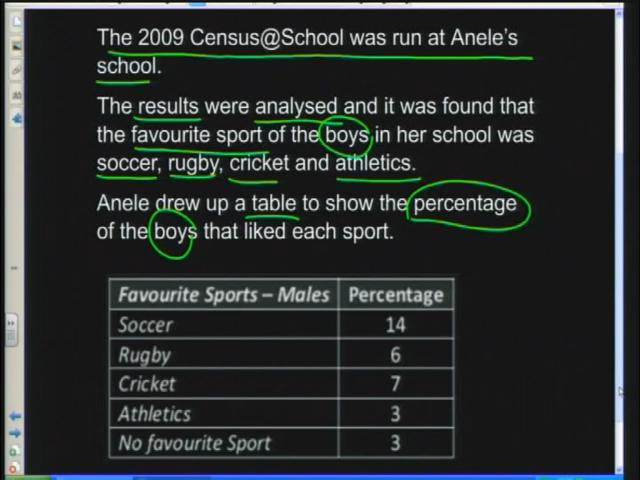 The 2009 Census@School was run at Anele's
school.
The results were analysed and it was found that
the favourite sport of the boys in her school was
soccer, rugby, cricket and athletics.
Anele drew up a table to show the percentage
of the boys that liked each sport.
Favourite Sports – Males Percentage
Soccer 14
Rugby 6
Cricket 7
Athletics 3
No favourite Sport 3